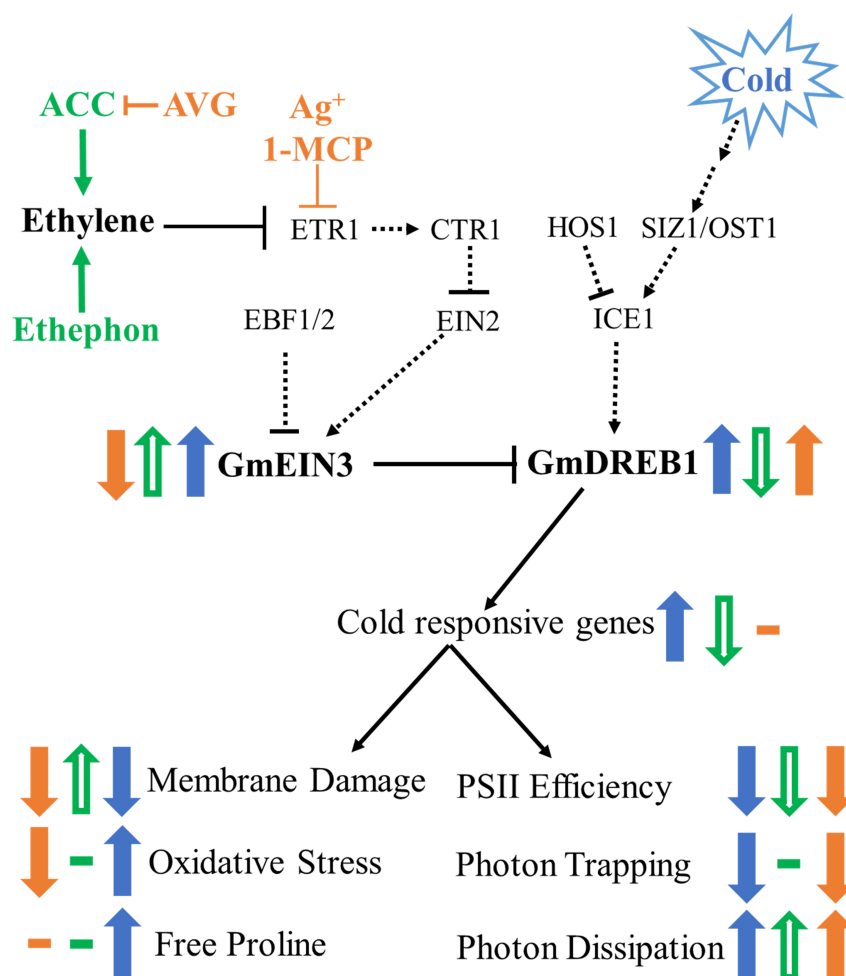 Cold
ACC
AVG
Ag+
1-MCP
Ethylene
ETR1
CTR1
HOS1
SIZ1/OST1
Ethephon
EBF1/2
EIN2
ICE1
GmEIN3
GmDREB1
Cold responsive genes
Membrane Damage
PSII Efficiency
Oxidative Stress
Photon Trapping
Free Proline
Photon Dissipation